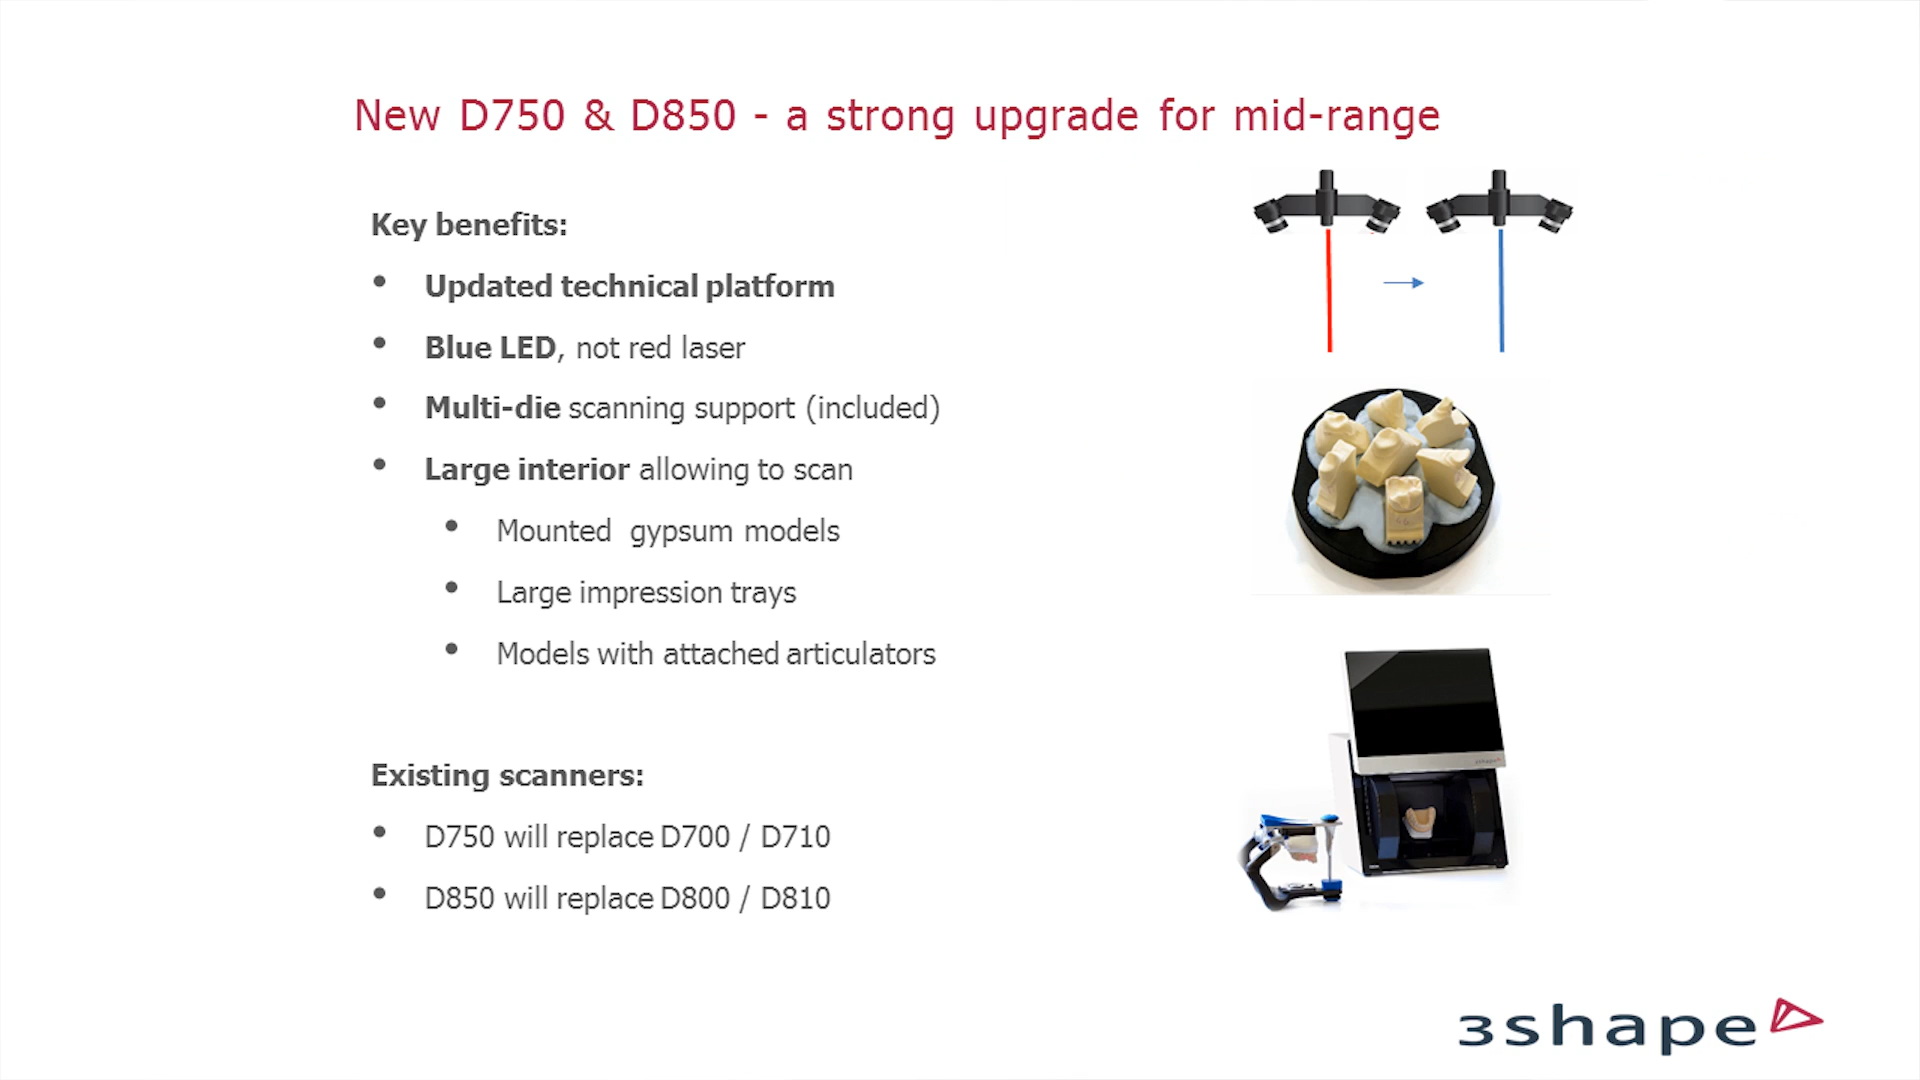 New D750 & D850 - a strong upgrade for mid-range
Key benefits:
• Updated technical platform
• Blue LED, not red laser
• Multi-die scanning support (included)
• Large interior allowing to scan
• Mounted gypsum models
• Large impression trays
• Models with attached articulators
Existing scanners:
• D750 will replace D700 / D710
• D850 will replace D800 / D810
3shape
3shape